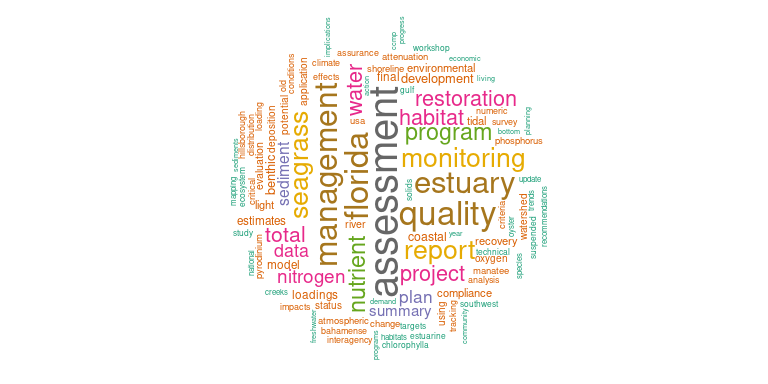 implications
ccmp
progress
workshop
assurance
attenuation
economic
climate
shoreline
environmental
conditions
old
effects
water
action
final
development
living
application
gulf
potential
management
usa
assessment
restoration
loading
habitat
numeric
hillsborough
distribution
deposition
seagrass
florida
program
tidal
survey
planning
bottom
phosphorus
sediments
evaluation
benthic
sediment
monitoring
mapping
ecosystem
critical
light
solids
estuary
update
trends
recommendations
estimates
river
quality
criteria
oyster
watershed
suspended
study
total
coastal
year
recovery
national
pyrodinium
data
model
nutrient
report
technical
oxygen
species
nitrogen
project
manatee
analysis
creeks
loadings
plan
compliance
impacts
status
demand
summary
using
tracking
southwest
community
freshwater
atmospheric
change
targets
bahamense
interagency
programs
habitats
estuarine
chlorophylla